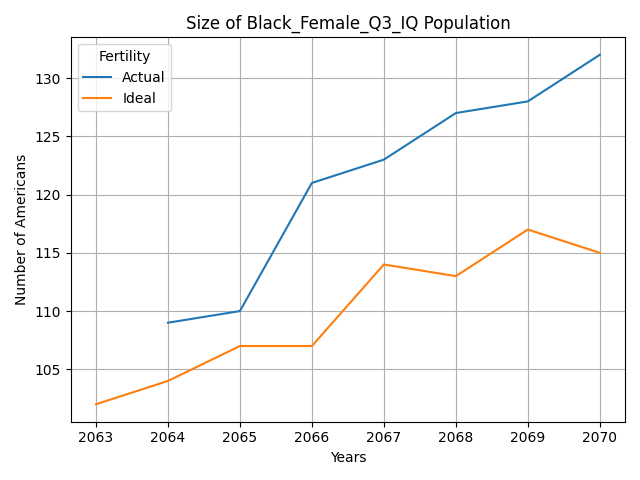 Size of Black_Female_Q3_IQ Population
Fertility
Actual
Ideal
Number of Americans
130
125
120
115
110
105
2063 2064 2065 2066 2067 2068 2069 2070
Years